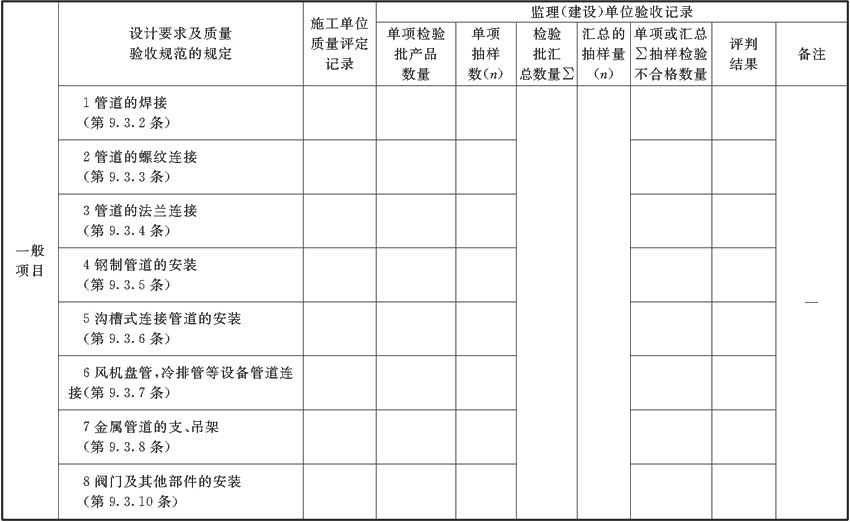 设计要求及质量
验收规范的规定
施工单位
质量评定
记录
监理(建设)单位验收记录
单项检验
批产品
数量
单项
抽样
数(n)
检验
批汇
总数量∑
汇总的
抽样量
(n)
单项或汇总
∑抽样检验
不合格数量
评判
结果
备注
一般
项目
1 管道的焊接
(第 9.3.2 条)
2 管道的螺纹连接
(第 9.3.3 条)
3 管道的法兰连接
(第 9.3.4 条)
4 钢制管道的安装
(第 9.3.5 条)
5 沟槽式连接管道的安装
(第 9.3.6 条)
6 风机盘管,冷排管等设备管道连
接(第 9.3.7 条)
7 金属管道的支、吊架
(第 9.3.8 条)
8 阀门及其他部件的安装
(第 9.3.10 条)
—